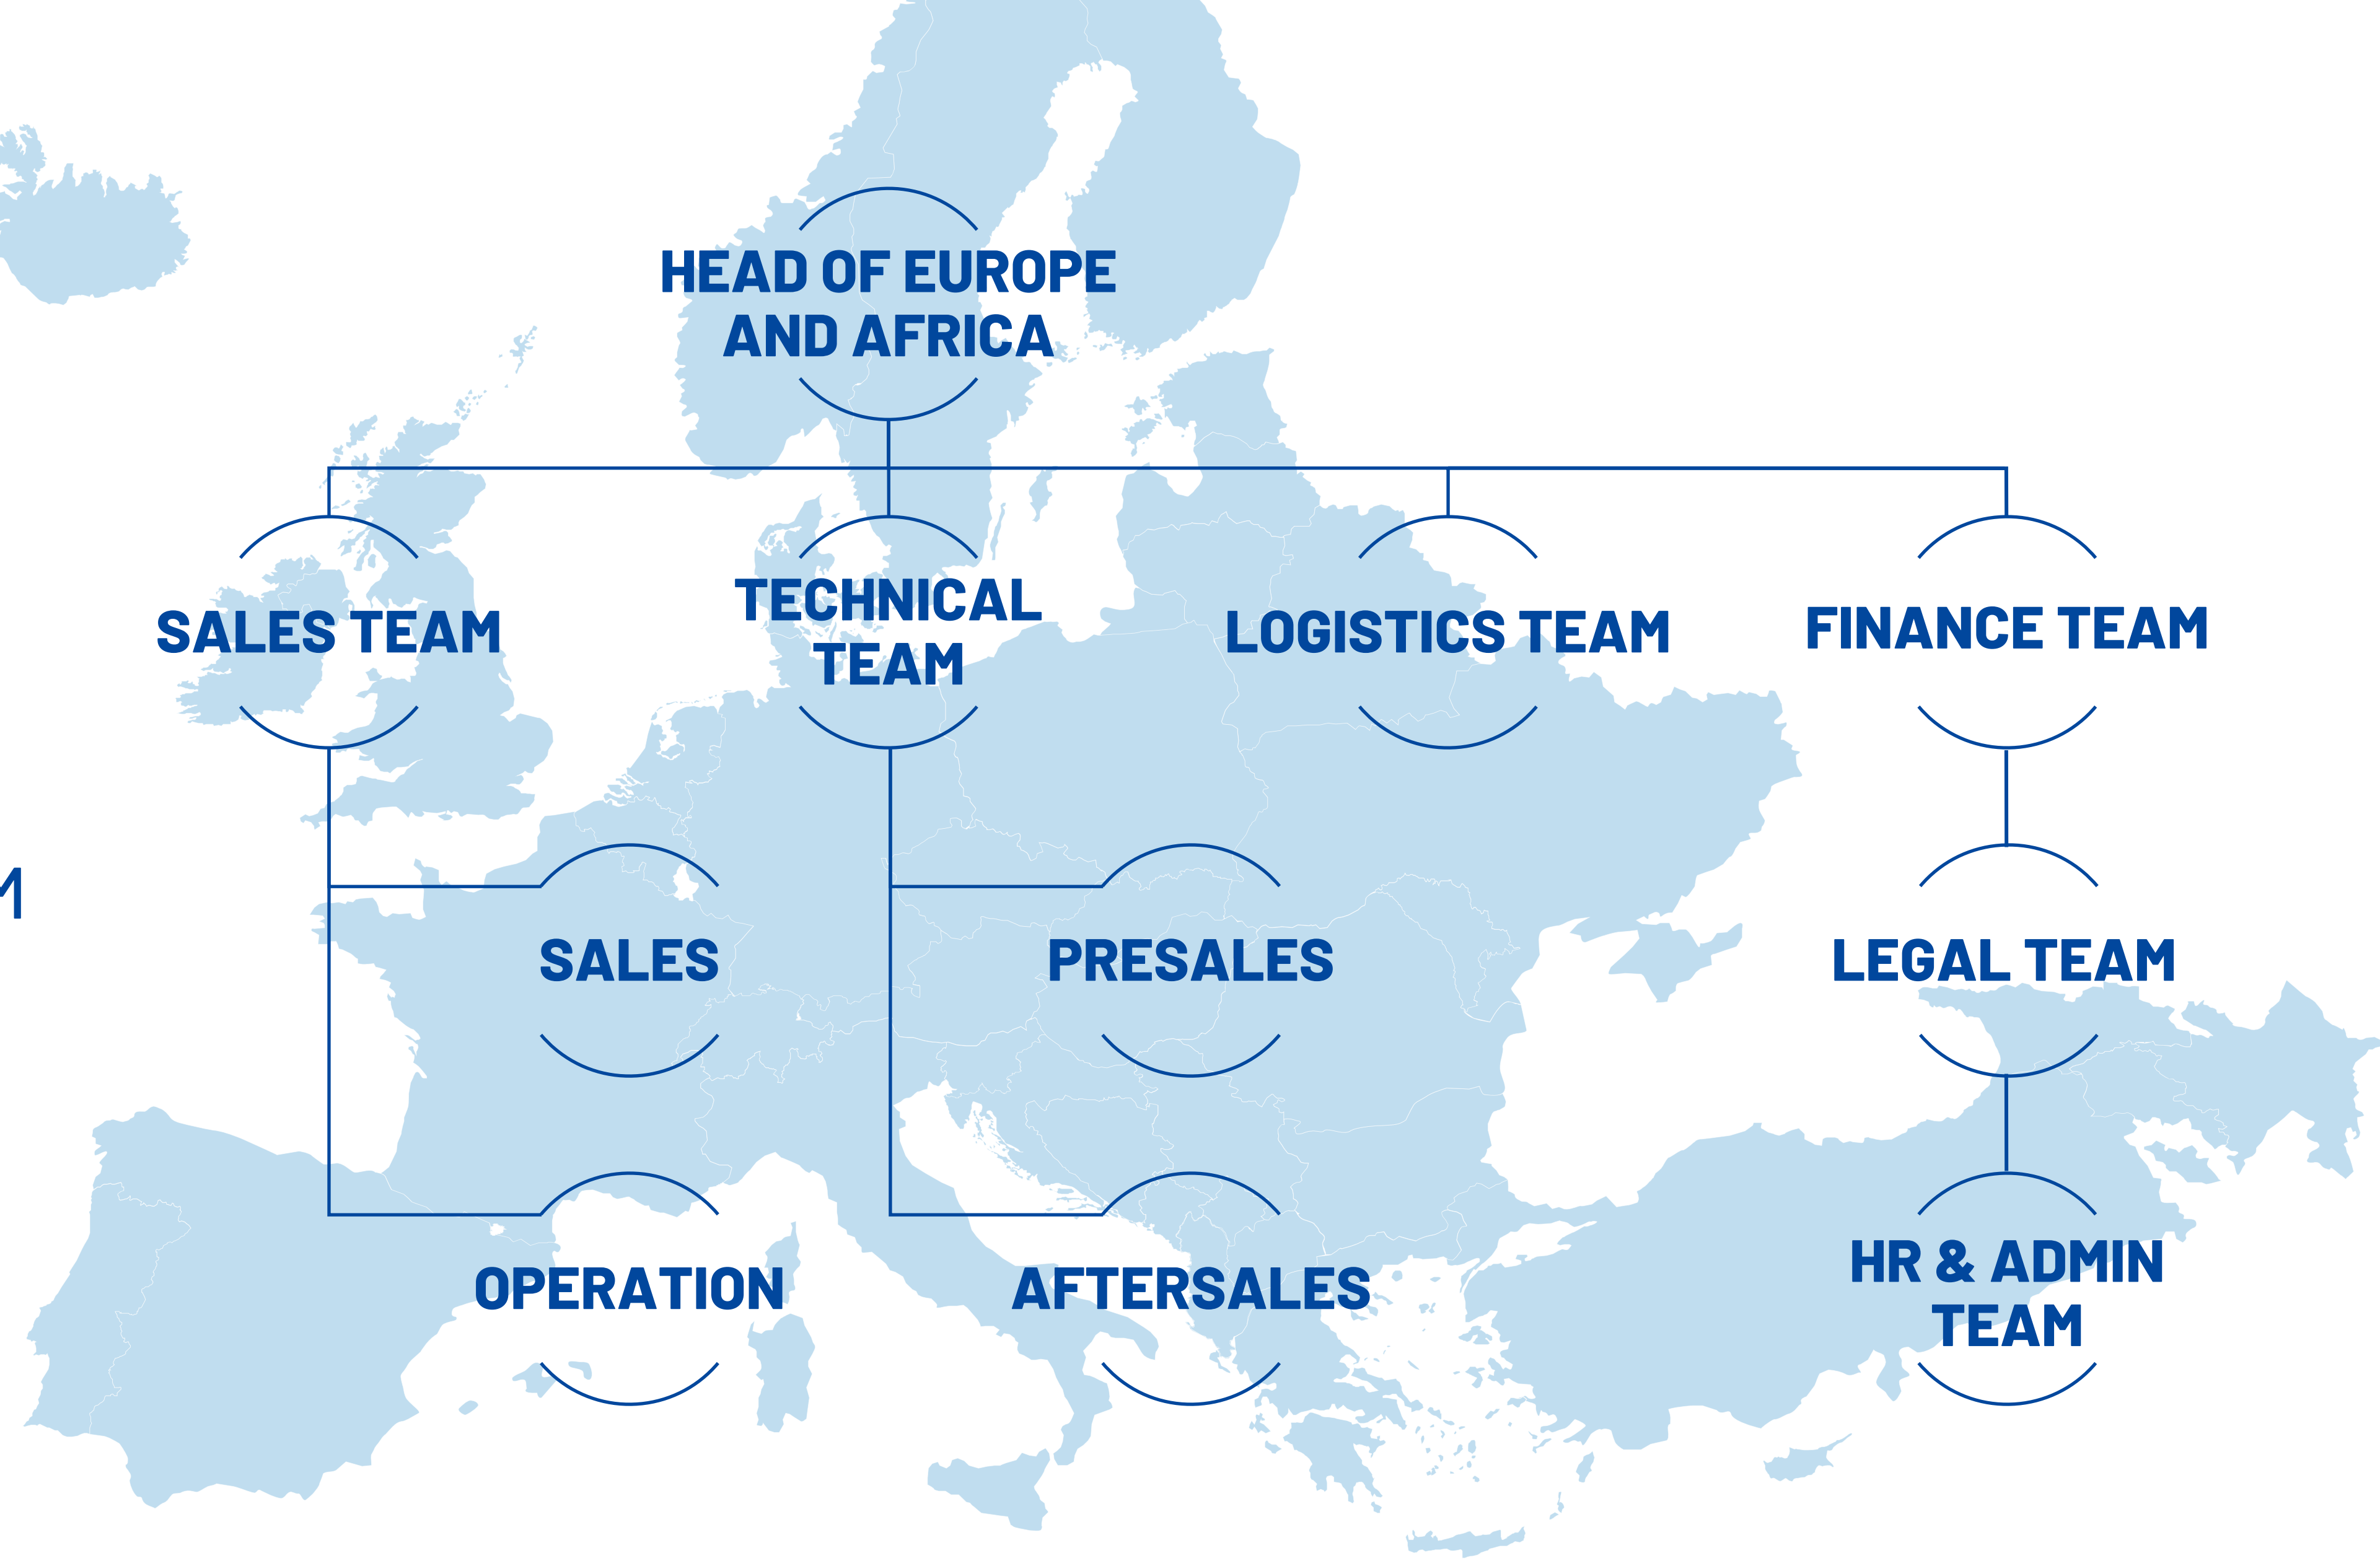 HEAD OF EUROPE
AND AFRICA
SALES TEAM
TECHNICAL
TEAM
LOGISTICS TEAM
FINANCE TEAM
M
SALES
PRESALES
LEGAL TEAM
OPERATION
AFTERSALES
HR & ADMIN
TEAM